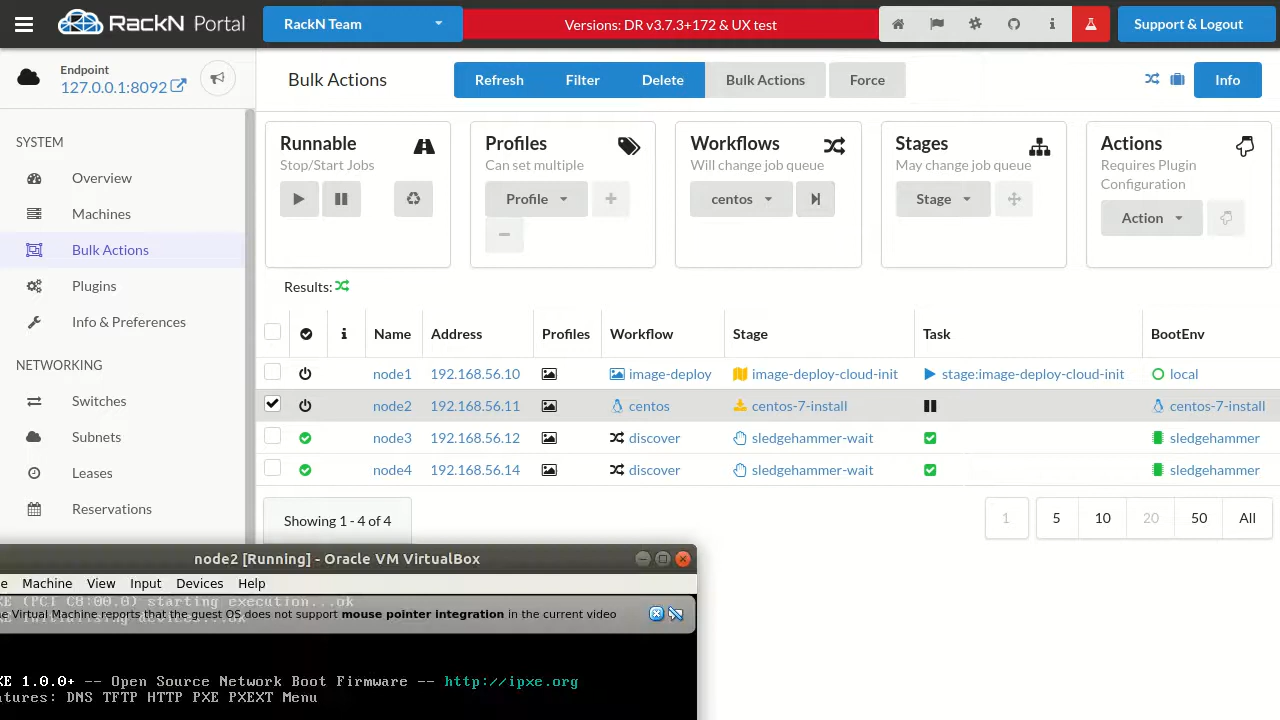 RackN Portal
RackN Team
Versions: DR v3.7.3+172 & UX test
Support & Logout
Endpoint
127.0.0.1:8092
SYSTEM
Overview
Machines
Bulk Actions
Plugins
Info & Preferences
NETWORKING
Switches
Subnets
Leases
Reservations
Bulk Actions
Refresh Filter Delete Bulk Actions Force Info
Runnable
Stop/Start Jobs
Profiles
Can set multiple
Profile
Workflows
Will change job queue
centos
Stages
May change job queue
Stage
Actions
Requires Plugin
Configuration
Action
Results:
Name Address Profiles Workflow Stage Task BootEnv
node1 192.168.56.10 image-deploy image-deploy-cloud-init stage:image-deploy-cloud-init local
node2 192.168.56.11 centos centos-7-install centos-7-install
node3 192.168.56.12 discover sledgehammer-wait sledgehammer
node4 192.168.56.14 discover sledgehammer-wait sledgehammer
Showing 1 - 4 of 4
1 5 10 20 50 All
node2 [Running] - Oracle VM VirtualBox
Machine View Input Devices Help
(PCI C8:00.0) starting execution...ok
Virtual Machine reports that the guest OS does not support mouse pointer integration in the current video
XE 1.0.0+ -- Open Source Network Boot Firmware -- http://ipxe.org
atures: DNS TFTP HTTP PXE PXEXT Menu